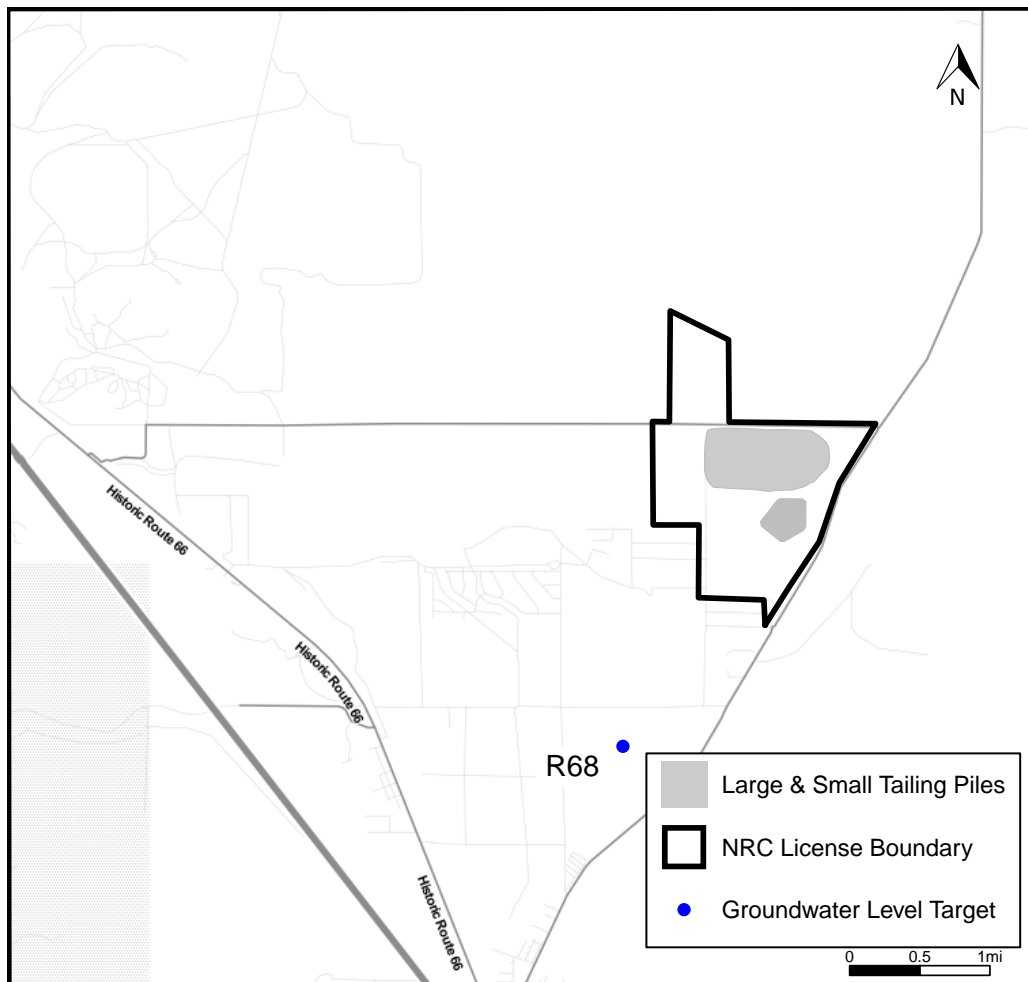 N
Historic Route 66
Historic Route 66
Historic Route 66
R68
Large & Small Tailing Piles
NRC License Boundary
Groundwater Level Target
0 0.5 1mi